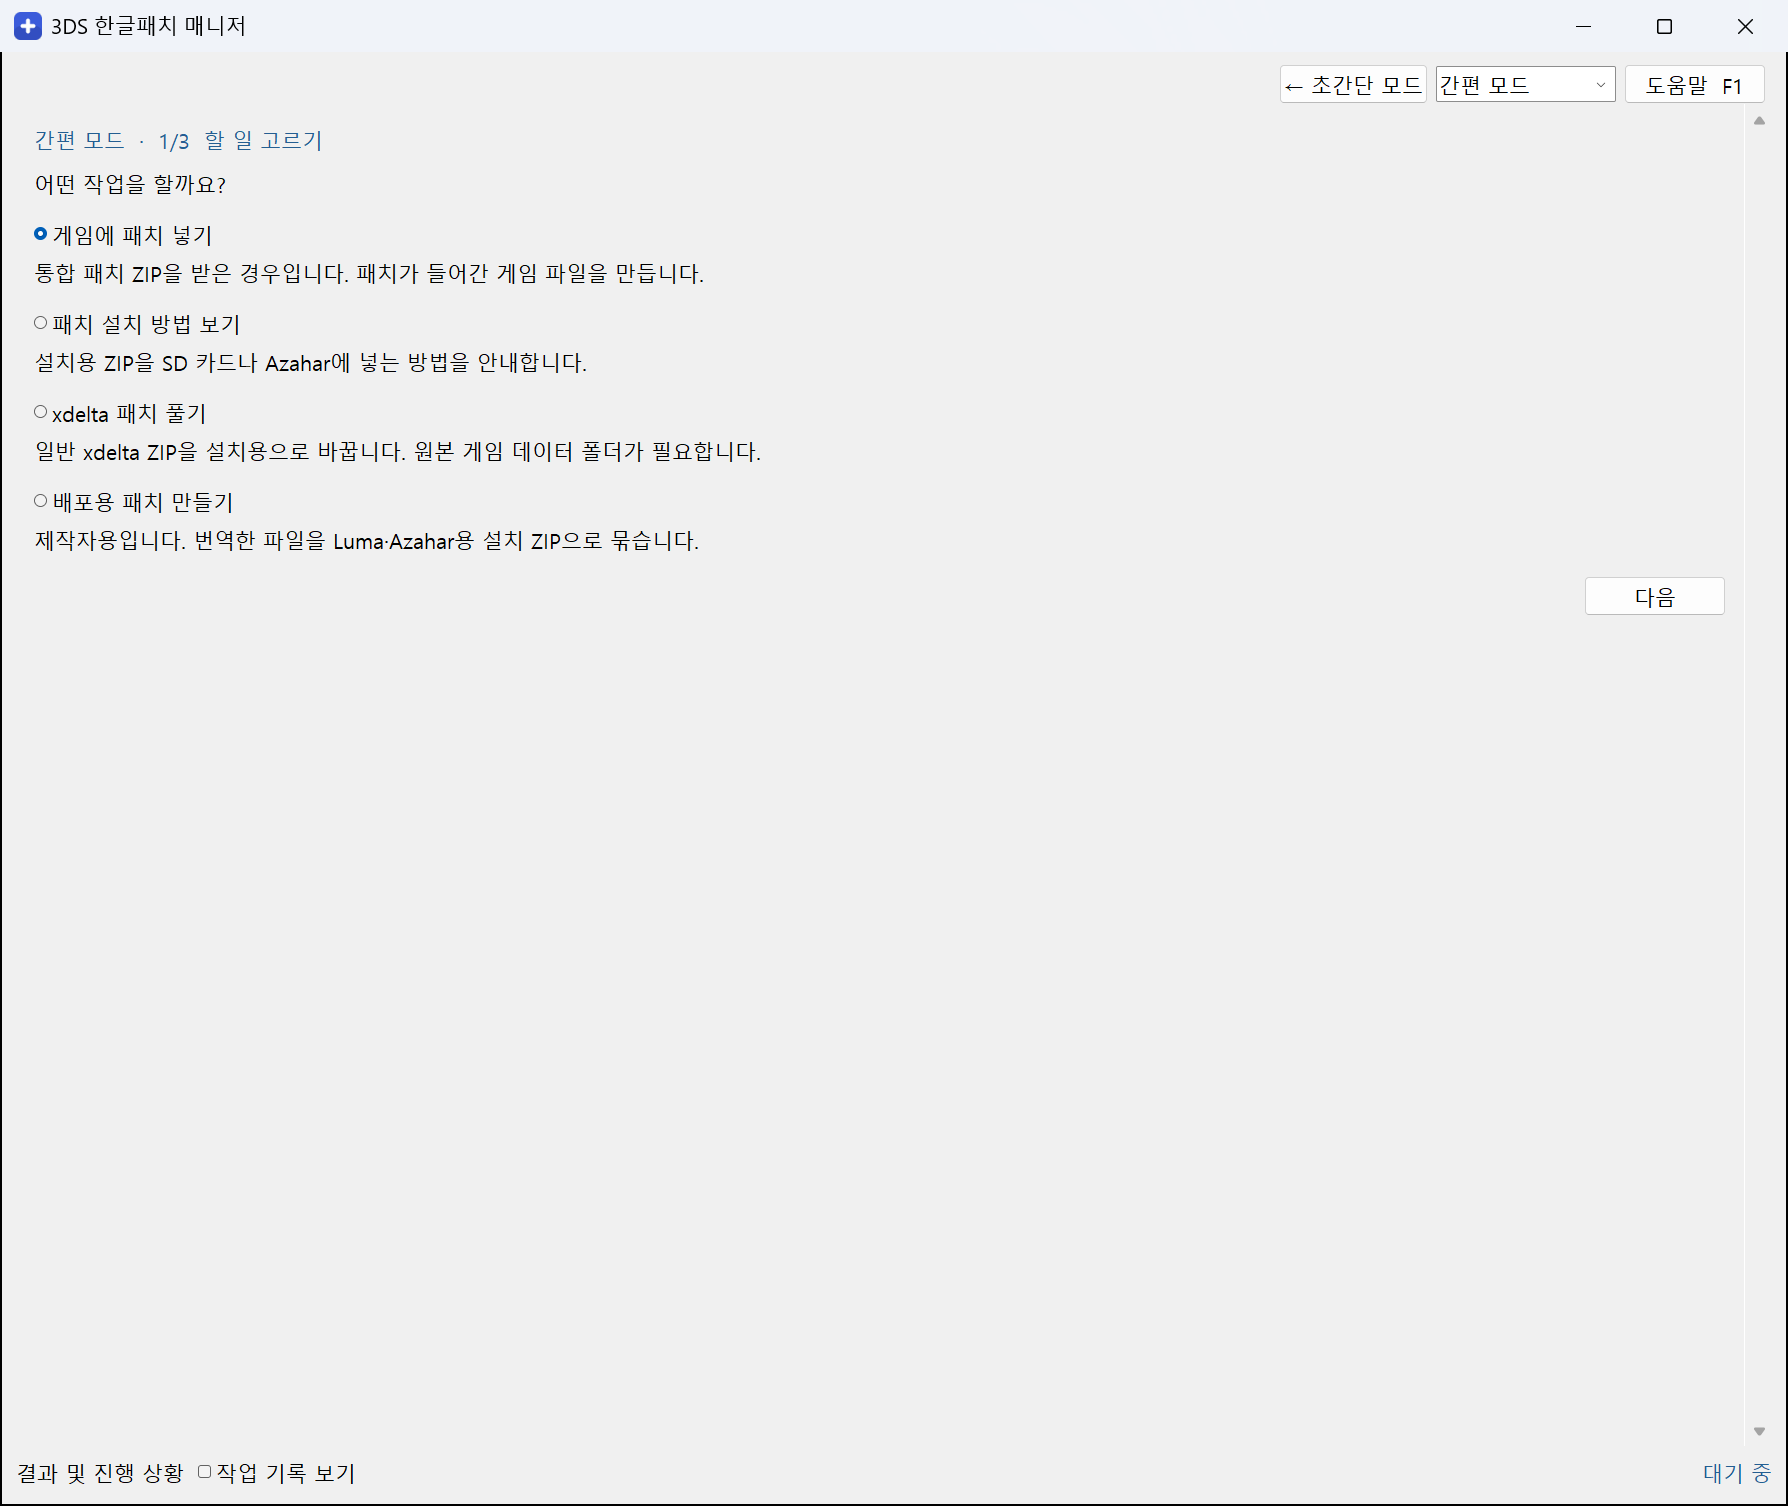 3DS 한글패치 매니저
← 초간단 모드 간편 모드 도움말 F1
간편 모드 · 1/3 할 일 고르기
어떤 작업을 할까요?
게임에 패치 넣기
통합 패치 ZIP을 받은 경우입니다. 패치가 들어간 게임 파일을 만듭니다.
패치 설치 방법 보기
설치용 ZIP을 SD 카드나 Azahar에 넣는 방법을 안내합니다.
xdelta 패치 풀기
일반 xdelta ZIP을 설치용으로 바꿉니다. 원본 게임 데이터 폴더가 필요합니다.
배포용 패치 만들기
제작자용입니다. 번역한 파일을 Luma·Azahar용 설치 ZIP으로 묶습니다.
다음
결과 및 진행 상황 작업 기록 보기 대기 중